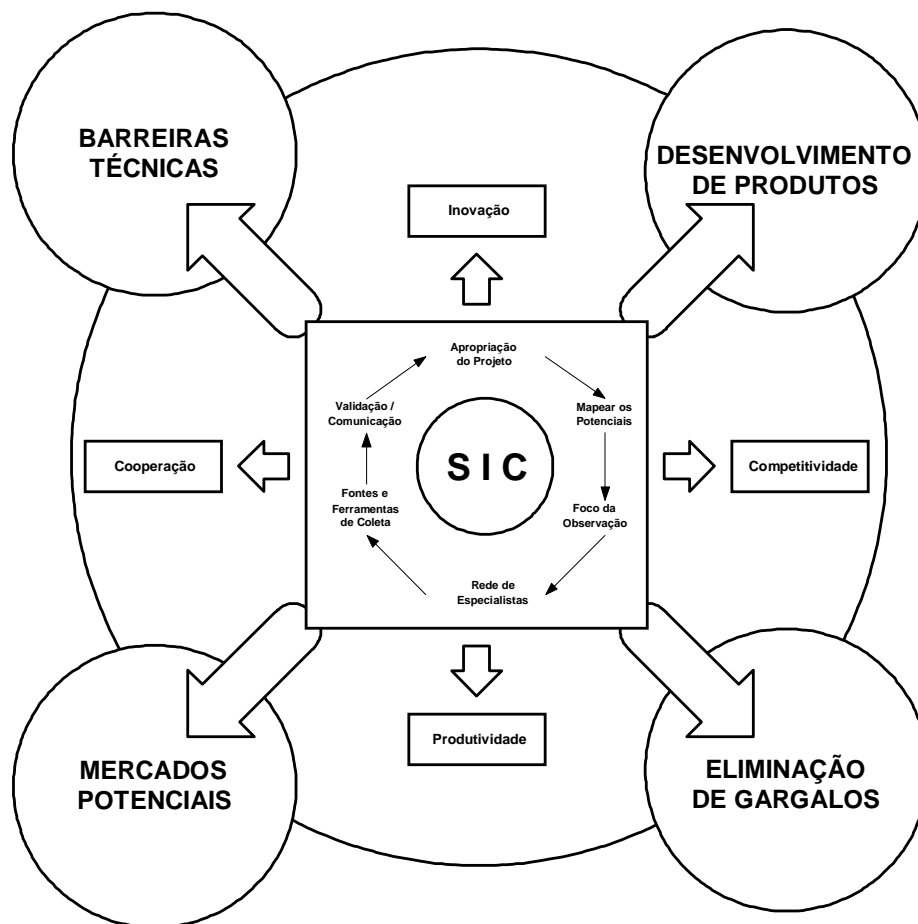 BARREIRAS
TÉCNICAS
DESENVOLVIMENTO
DE PRODUTOS
Inovação
Apropriação
do Projeto
Validação /
Comunicação
Mapear os
Potenciais
Cooperação
S I C
Competitividade
Fontes e
Ferramentas
de Coleta
Foco da
Observação
Rede de
Especialistas
Produtividade
MERCADOS
POTENCIAIS
ELIMINAÇÃO
DE GARGALOS